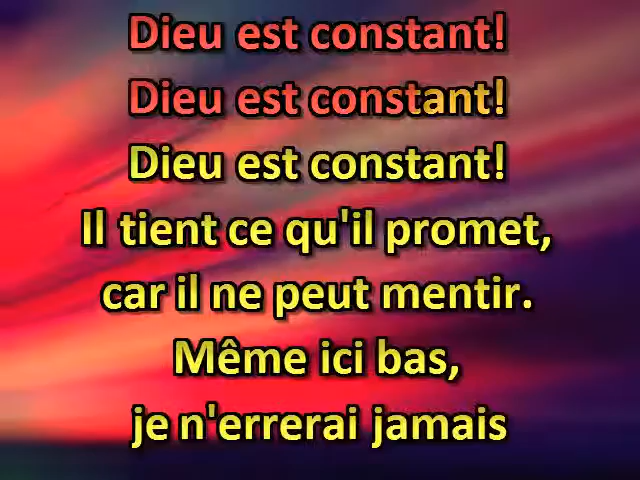 Dieu est constant!
Dieu est constant!
Dieu est constant!
Il tient ce qu'il promet,
car il ne peut mentir.
Même ici bas,
je n'errerai jamais